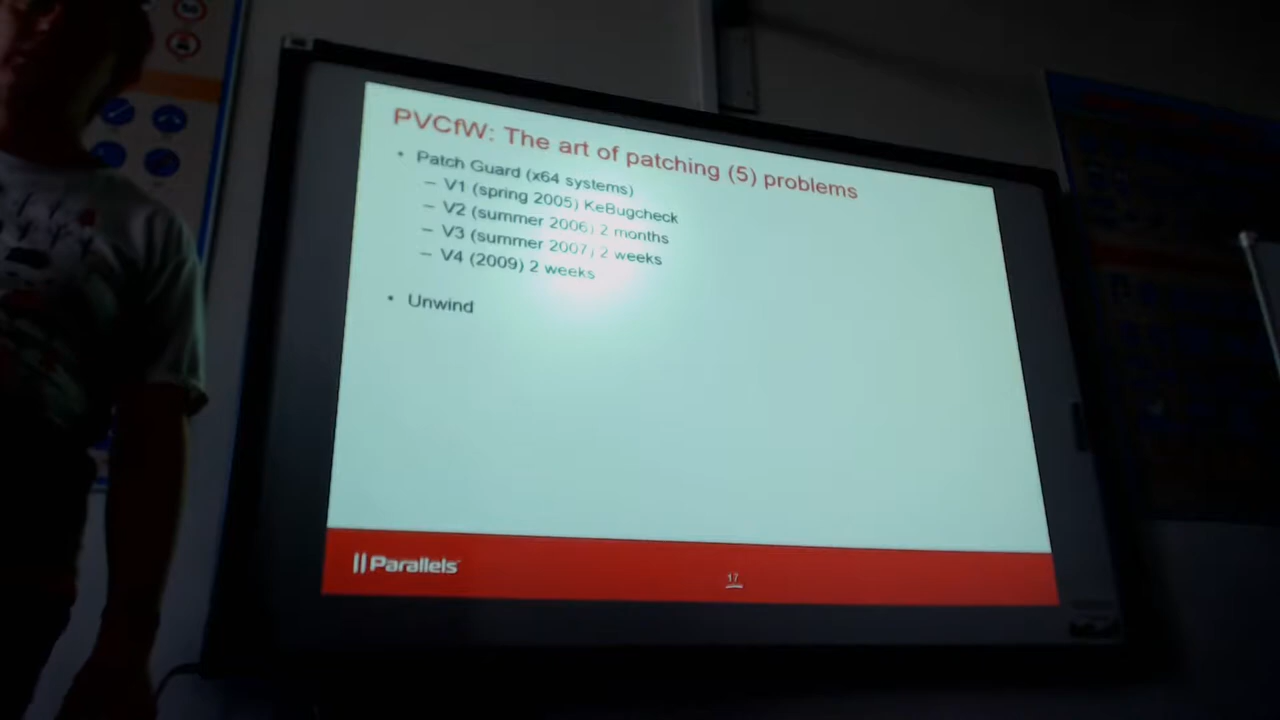 PVCfW: The art of patching (5) problems
• Patch Guard (x64 systems)
– V1 (spring 2005) KeBugcheck
– V2 (summer 2006) 2 months
– V3 (summer 2007) 2 weeks
– V4 (2009) 2 weeks
• Unwind
Parallels
17